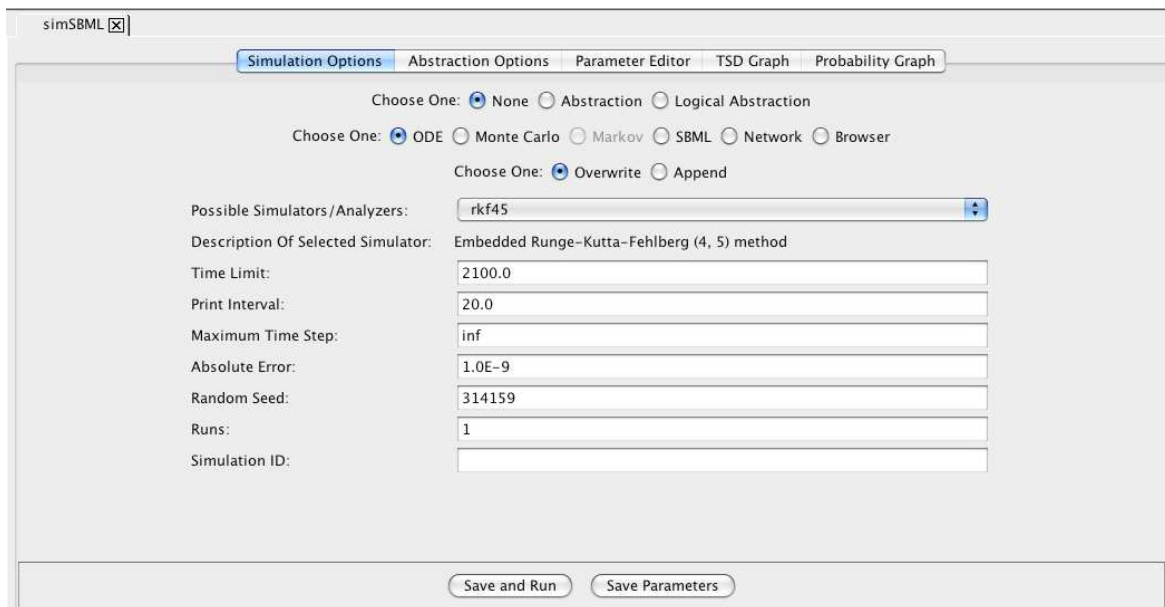 simSBML
Simulation Options Abstraction Options Parameter Editor TSD Graph Probability Graph
Choose One: None Abstraction Logical Abstraction
Choose One: ODE Monte Carlo Markov SBML Network Browser
Choose One: Overwrite Append
Possible Simulators/Analyzers: rkf45
Description Of Selected Simulator: Embedded Runge-Kutta-Fehlberg (4, 5) method
Time Limit: 2100.0
Print Interval: 20.0
Maximum Time Step: inf
Absolute Error: 1.0E-9
Random Seed: 314159
Runs: 1
Simulation ID:
Save and Run Save Parameters